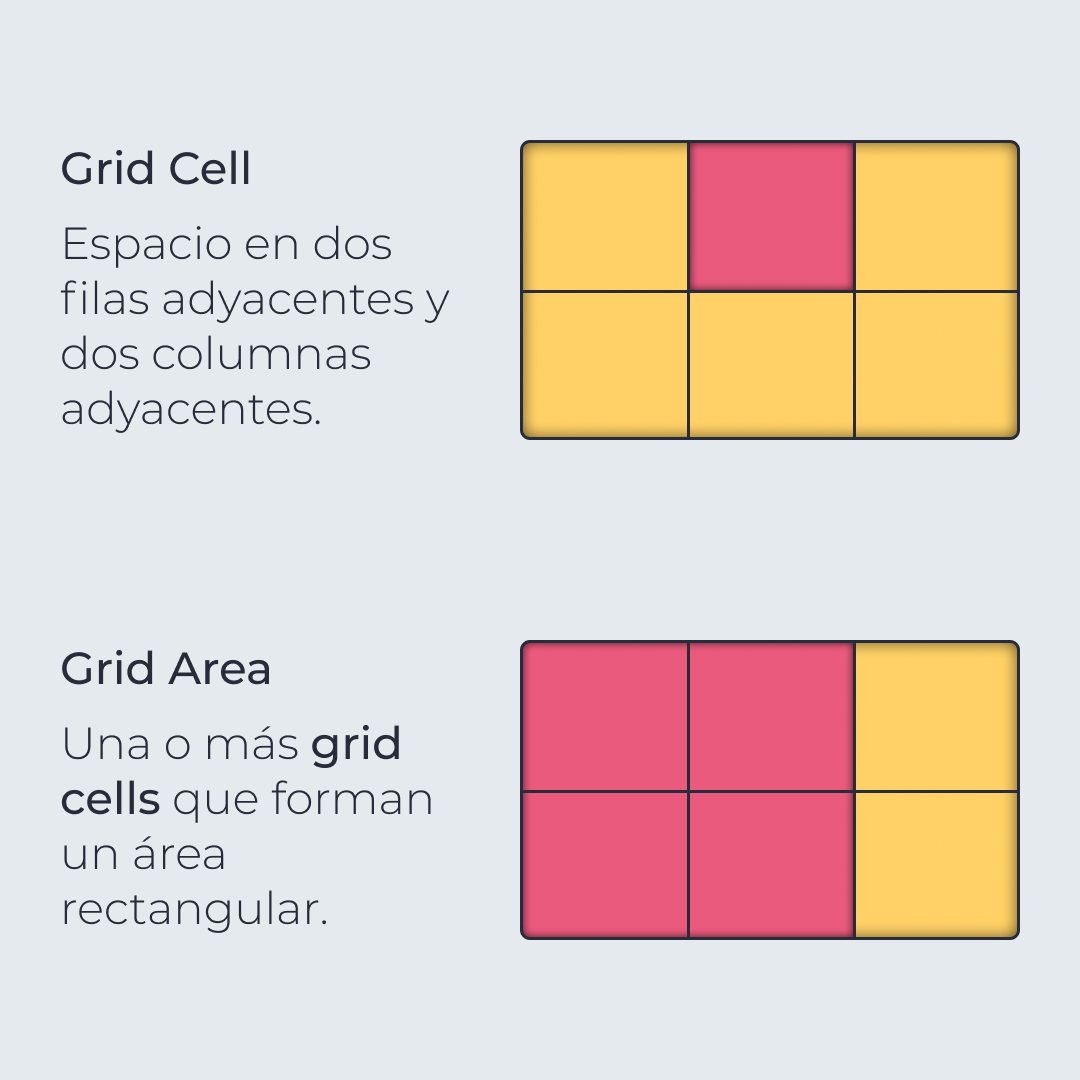 Grid Cell
Espacio en dos
filas adyacentes y
dos columnas
adyacentes.
Grid Area
Una o más grid
cells que forman
un área
rectangular.